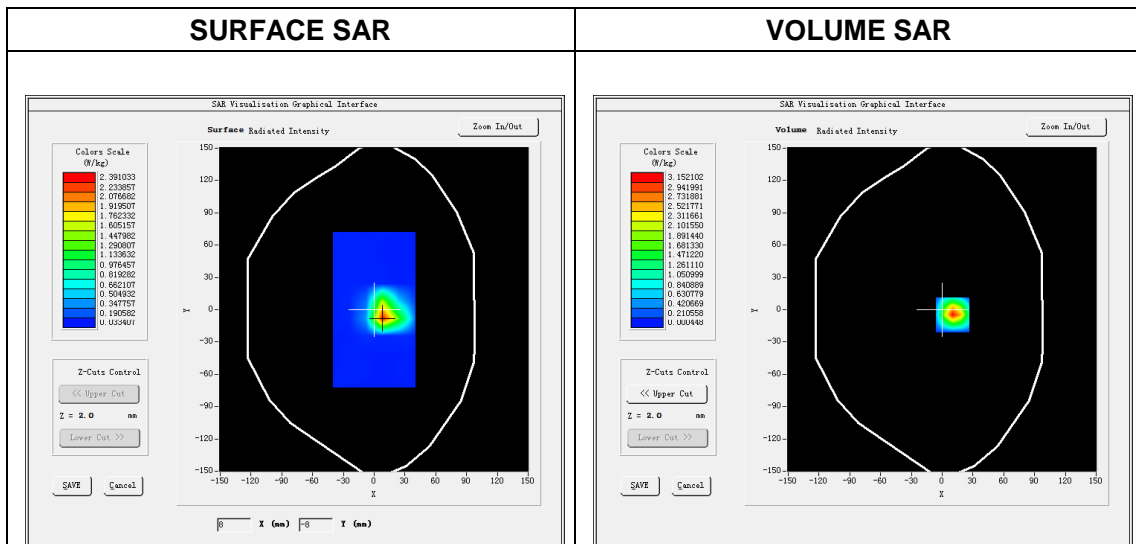 SURFACE SAR
VOLUME SAR
SAR Visualisation Graphical Interface
Surface Radiated Intensity
Zoom In/Out
Colors Scale
(W/kg)
2.391033
2.233857
2.076682
1.919507
1.762332
1.605157
1.447982
1.290807
1.133632
0.976457
0.819282
0.662107
0.504932
0.347757
0.190582
0.033407
150
120
90
60
30
0
-30
-60
-90
-120
-150
Y
-150 -120 -90 -60 -30 0 30 60 90 120 150
X
Z-Cuts Control
<< Upper Cut
Z = 2.0 mm
Lower Cut >>
SAVE Cancel
8 X (mm) -8 Y (mm)
SAR Visualisation Graphical Interface
Volume Radiated Intensity
Zoom In/Out
Colors Scale
(W/kg)
3.152102
2.941991
2.731881
2.521771
2.311661
2.101550
1.891440
1.681330
1.471220
1.261110
1.050999
0.840889
0.630779
0.420669
0.210558
0.000448
150
120
90
60
30
0
-30
-60
-90
-120
-150
Y
-150 -120 -90 -60 -30 0 30 60 90 120 150
X
Z-Cuts Control
<< Upper Cut
Z = 2.0 mm
Lower Cut >>
SAVE Cancel